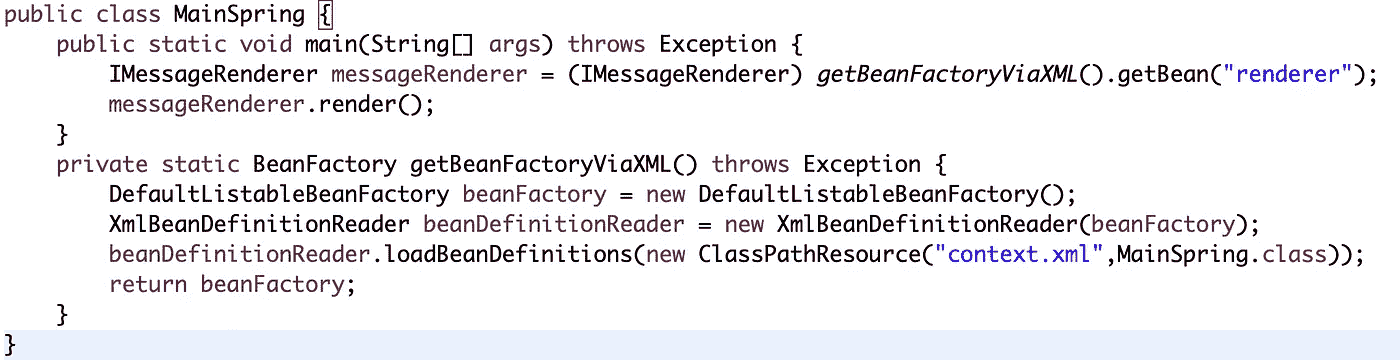 public class MainSpring {
    public static void main(String[] args) throws Exception {
        IMessageRenderer messageRenderer = (IMessageRenderer) getBeanFactoryViaXML().getBean("renderer");
        messageRenderer.render();
    }
    private static BeanFactory getBeanFactoryViaXML() throws Exception {
        DefaultListableBeanFactory beanFactory = new DefaultListableBeanFactory();
        XmlBeanDefinitionReader beanDefinitionReader = new XmlBeanDefinitionReader(beanFactory);
        beanDefinitionReader.loadBeanDefinitions(new ClassPathResource("context.xml",MainSpring.class));
        return beanFactory;
    }
}